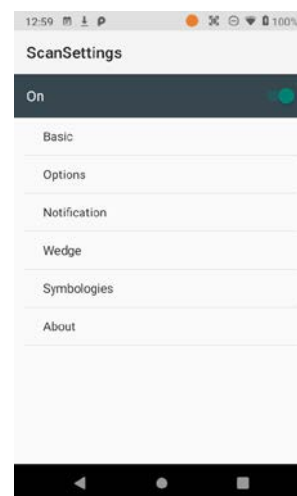 12:59 100%
ScanSettings
On
Basic
Options
Notification
Wedge
Symbologies
About